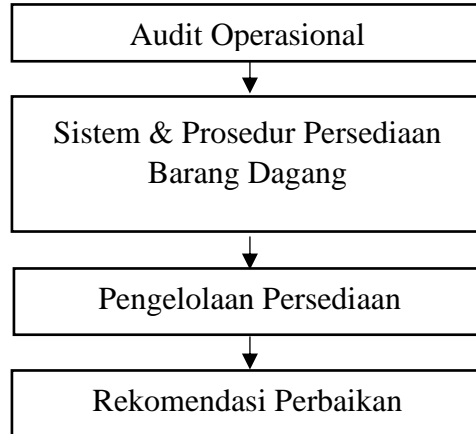 Audit Operasional
Sistem & Prosedur Persediaan
Barang Dagang
Pengelolaan Persediaan
Rekomendasi Perbaikan